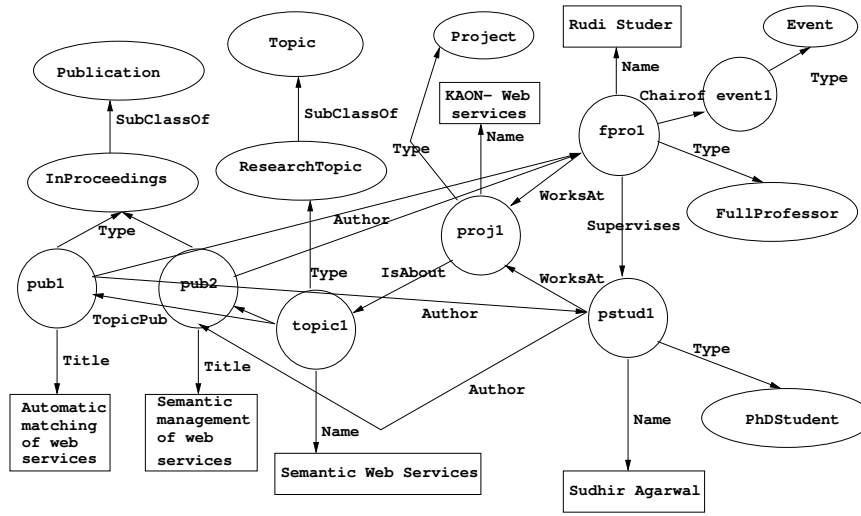 Topic
Project
Rudi Studer
Event
Publication
Name
KAON- Web
services
Chairof
event1
Type
SubClassOf
SubClassOf
fpro1
Name
Type
Type
InProceedings
ResearchTopic
WorksAt
FullProfessor
Author
Supervises
Type
proj1
IsAbout
WorksAt
Type
pub1
pub2
TopicPub
topic1
Author
pstud1
Title
Title
Author
Type
Automatic
matching
of web
services
Semantic
management
of web
services
Name
Name
PhDStudent
Semantic Web Services
Sudhir Agarwal